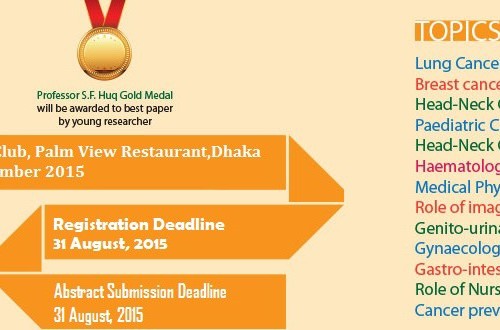 Professor S.F. Huq Gold Medal
will be awarded to best paper
by young researcher
Club, Palm View Restaurant,Dhaka
mber 2015
Registration Deadline
31 August, 2015
Abstract Submission Deadline
31 August, 2015
TOPICS
Lung Cance
Breast cance
Head-Neck
Paediatric C
Head-Neck
Haematolog
Medical Phy
Role of imag
Genito-urina
Gynaecolog
Gastro-intes
Role of Nurs
Cancer prev